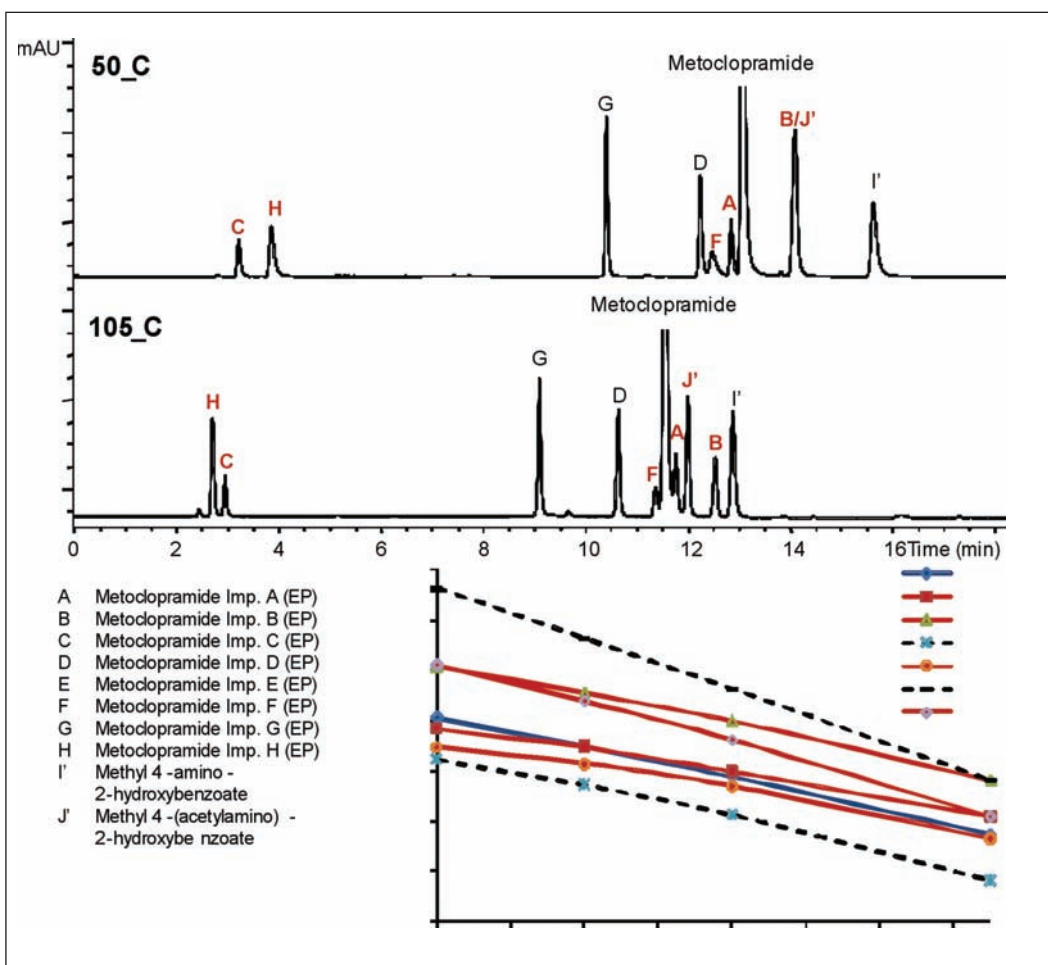 mAU
50_C
Metoclopramide
G
B/J’
D
I’
A
H
C
F
Metoclopramide
105_C
G
J’
D
I’
H
A
B
C
F
0 2 4 6 8 10 12 14 16Time (min)
A Metoclopramide Imp. A (EP)
B Metoclopramide Imp. B (EP)
C Metoclopramide Imp. C (EP)
D Metoclopramide Imp. D (EP)
E Metoclopramide Imp. E (EP)
F Metoclopramide Imp. F (EP)
G Metoclopramide Imp. G (EP)
H Metoclopramide Imp. H (EP)
I’ Methyl 4 -amino -
2-hydroxybenzoate
J’ Methyl 4 -(acetylamino) -
2-hydroxybe nzoate